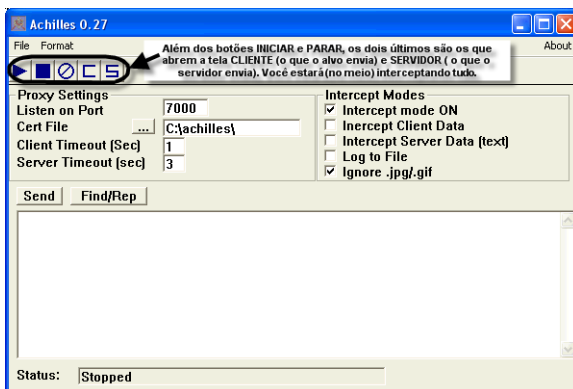 Achilles 0.27
File Format About
Além dos botões INICIAR e PARAR, os dois últimos são os que
abrem a tela CLIENTE (o que o alvo envia) e SERVIDOR ( o que o
servidor envia). Você estará(no meio) interceptando tudo.
Proxy Settings
Listen on Port 7000
Cert File ... C:\achilles\
Client Timeout (Sec) 1
Server Timeout (sec) 3
Intercept Modes
Intercept mode ON
Inercept Client Data
Intercept Server Data (text)
Log to File
Ignore .jpg/.gif
Send Find/Rep
Status: Stopped